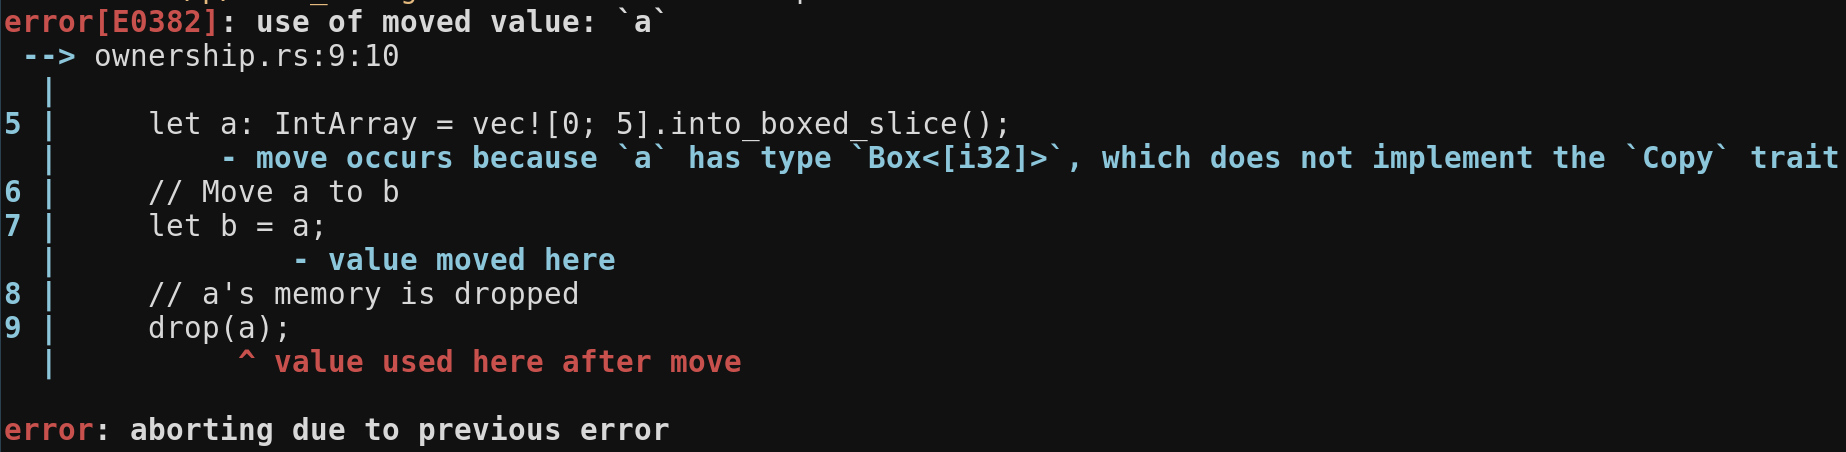 error[E0382]: use of moved value: `a`
 --> ownership.rs:9:10
  |
5 |     let a: IntArray = vec![0; 5].into_boxed_slice();
  |         - move occurs because `a` has type `Box<[i32]>`, which does not implement the `Copy` trait
6 |     // Move a to b
7 |     let b = a;
  |             - value moved here
8 |     // a's memory is dropped
9 |     drop(a);
  |          ^ value used here after move

error: aborting due to previous error